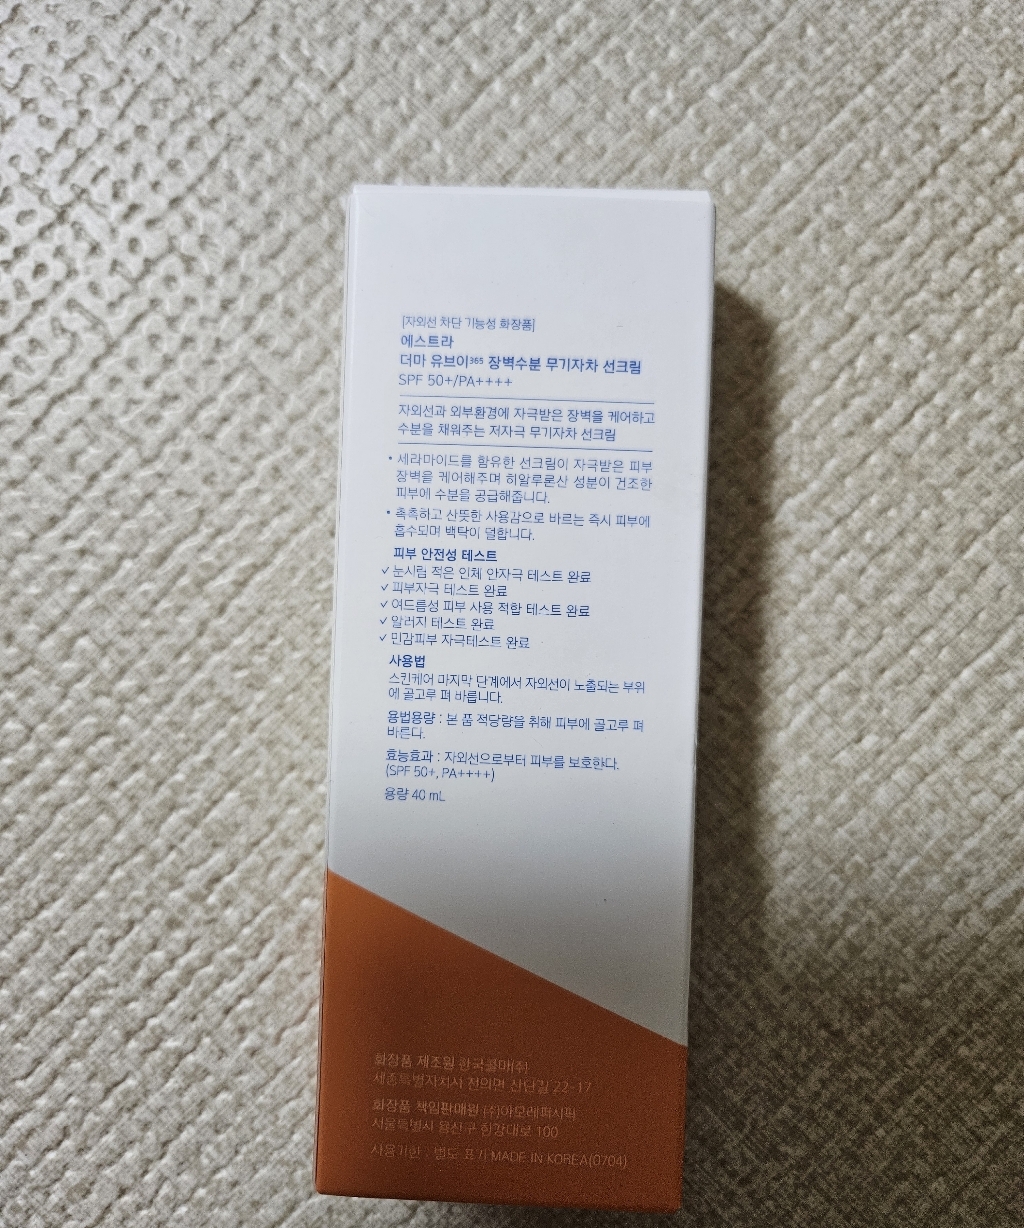 [자외선 차단 기능성 화장품]
에스트라
더마 유브이365 장벽수분 무기자차 선크림
SPF 50+/PA++++
자외선과 외부환경에 자극받은 장벽을 케어하고
수분을 채워주는 저자극 무기자차 선크림
• 세라마이드를 함유한 선크림이 자극받은 피부
장벽을 케어해주며 히알루론산 성분이 건조한
피부에 수분을 공급해줍니다.
• 촉촉하고 산뜻한 사용감으로 바르는 즉시 피부에
흡수되며 백탁이 덜합니다.
피부 안전성 테스트
✓ 눈시림 적은 인체 안자극 테스트 완료
✓ 피부자극 테스트 완료
✓ 여드름성 피부 사용 적합 테스트 완료
✓ 알러지 테스트 완료
✓ 민감피부 자극테스트 완료
사용법
스킨케어 마지막 단계에서 자외선이 노출되는 부위
에 골고루 펴 바릅니다.
용법용량 : 본 품 적당량을 취해 피부에 골고루 펴
바른다.
효능효과 : 자외선으로부터 피부를 보호한다.
(SPF 50+, PA++++)
용량 40 mL
화장품 제조원 한국콜마(주)
세종특별자치시 전의면 산단길 22-17
화장품 책임판매원 (주)아모레퍼시픽
서울특별시 용산구 한강대로 100
사용기한 : 별도 표기 MADE IN KOREA(0704)